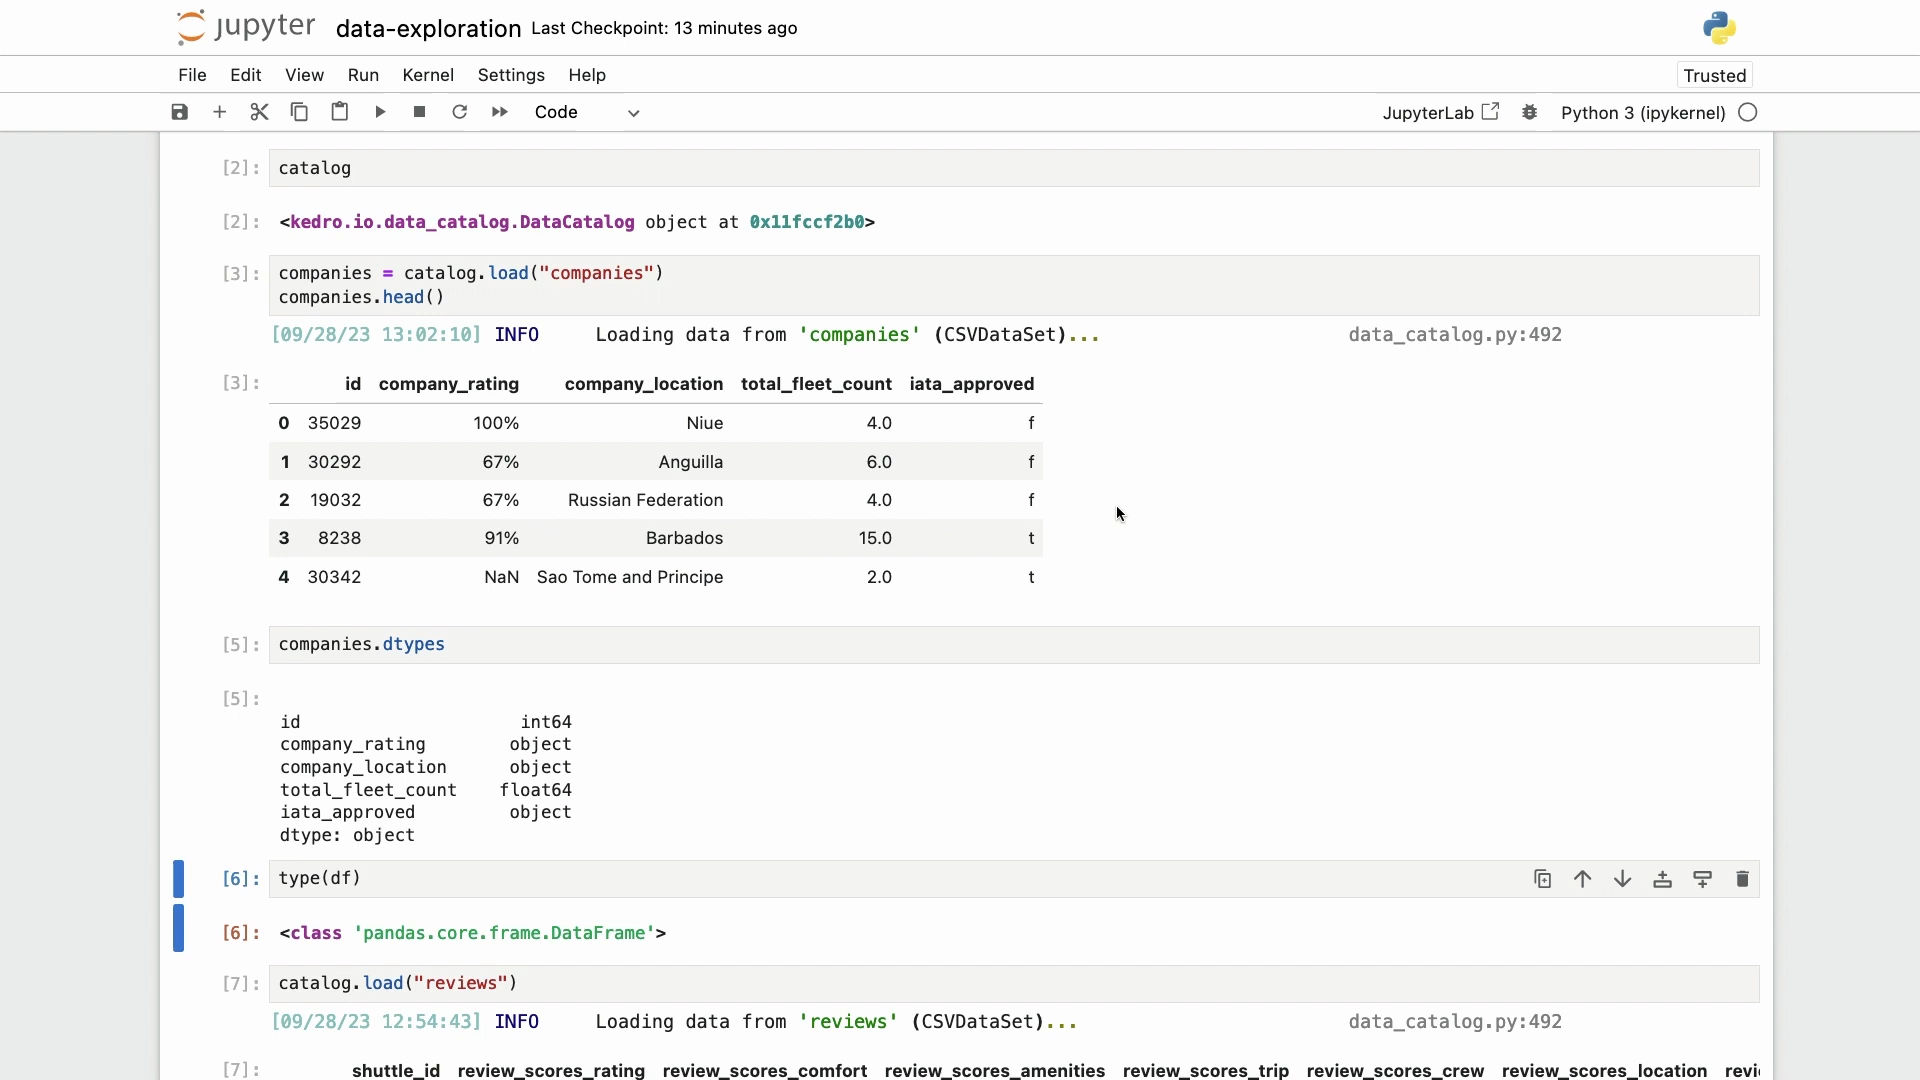 jupyter data-exploration Last Checkpoint: 13 minutes ago
File Edit View Run Kernel Settings Help Trusted
Code JupyterLab Python 3 (ipykernel)
[2]: catalog
[2]: <kedro.io.data_catalog.DataCatalog object at 0x11fccf2b0>
[3]: companies = catalog.load("companies")
companies.head()
[09/28/23 13:02:10] INFO Loading data from 'companies' (CSVDataSet)... data_catalog.py:492
[3]: id company_rating company_location total_fleet_count iata_approved
0 35029 100% Niue 4.0 f
1 30292 67% Anguilla 6.0 f
2 19032 67% Russian Federation 4.0 f
3 8238 91% Barbados 15.0 t
4 30342 NaN Sao Tome and Principe 2.0 t
[5]: companies.dtypes
[5]:
id int64
company_rating object
company_location object
total_fleet_count float64
iata_approved object
dtype: object
[6]: type(df)
[6]: <class 'pandas.core.frame.DataFrame'>
[7]: catalog.load("reviews")
[09/28/23 12:54:43] INFO Loading data from 'reviews' (CSVDataSet)... data_catalog.py:492
[7]: shuttle_id review_scores_rating review_scores_comfort review_scores_amenities review_scores_trip review_scores_crew review_scores_location revi